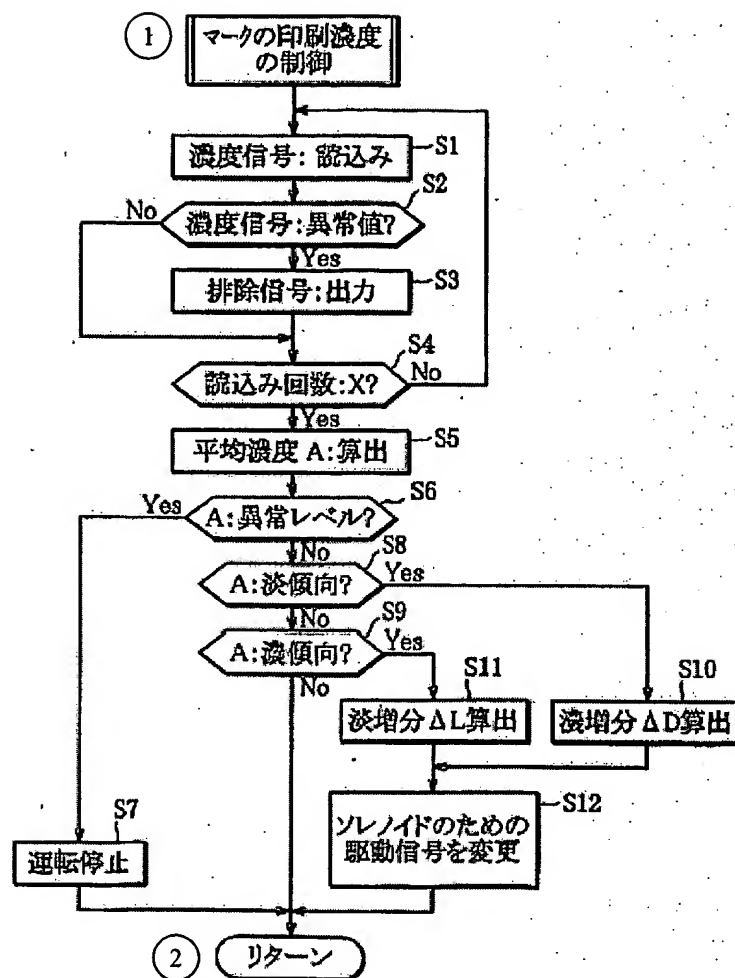 1
マークの印刷濃度
の制御
S1
濃度信号: 読込み
S2
No
濃度信号:異常値?
Yes
S3
排除信号:出力
S4
読込み回数:X?
No
Yes
S5
平均濃度 A:算出
S6
Yes
A:異常レベル?
No
S8
A:淡傾向?
Yes
No
S9
A:濃傾向?
Yes
No
S11
S10
淡増分ΔL算出
濃増分ΔD算出
S7
S12
運転停止
ソレノイドのための
駆動信号を変更
2
リターン